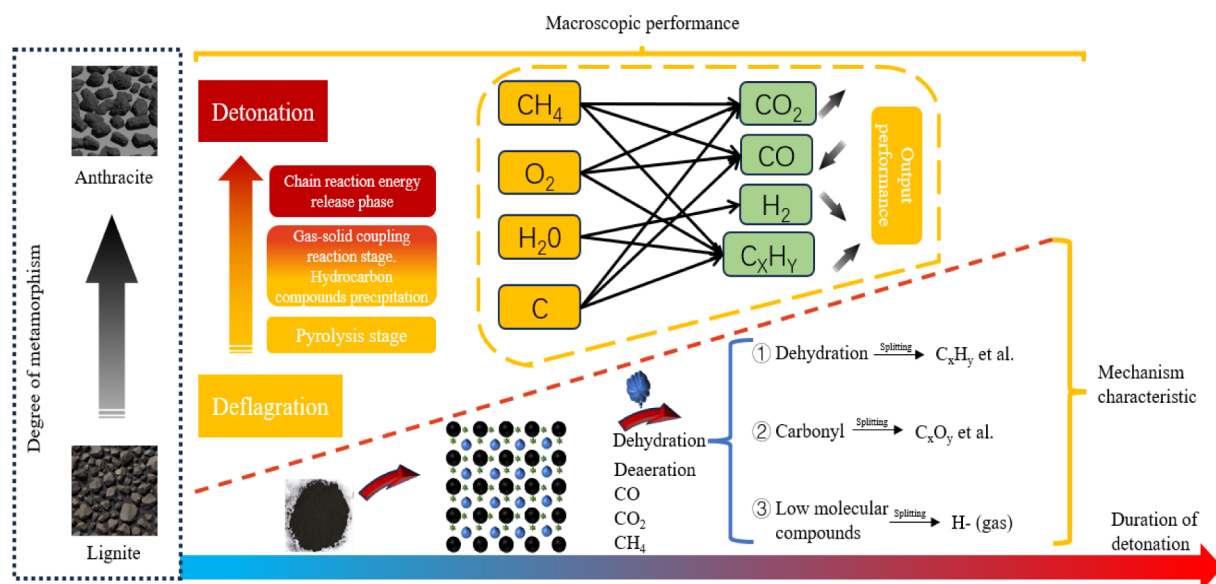 Macroscopic performance
Degree of metamorphism
Anthracite
Lignite
Detonation
Chain reaction energy
release phase
Gas-solid coupling
reaction stage.
Hydrocarbon
compounds precipitation
Pyrolysis stage
Deflagration
CH₄
O₂
H₂0
C
CO₂
CO
H₂
CₓHᵧ
Output
performance
Dehydration
Deaeration
CO
CO₂
CH₄
① Dehydration Splitting CₓHᵧ et al.
② Carbonyl Splitting CₓOᵧ et al.
③ Low molecular
compounds Splitting H- (gas)
Mechanism
characteristic
Duration of
detonation